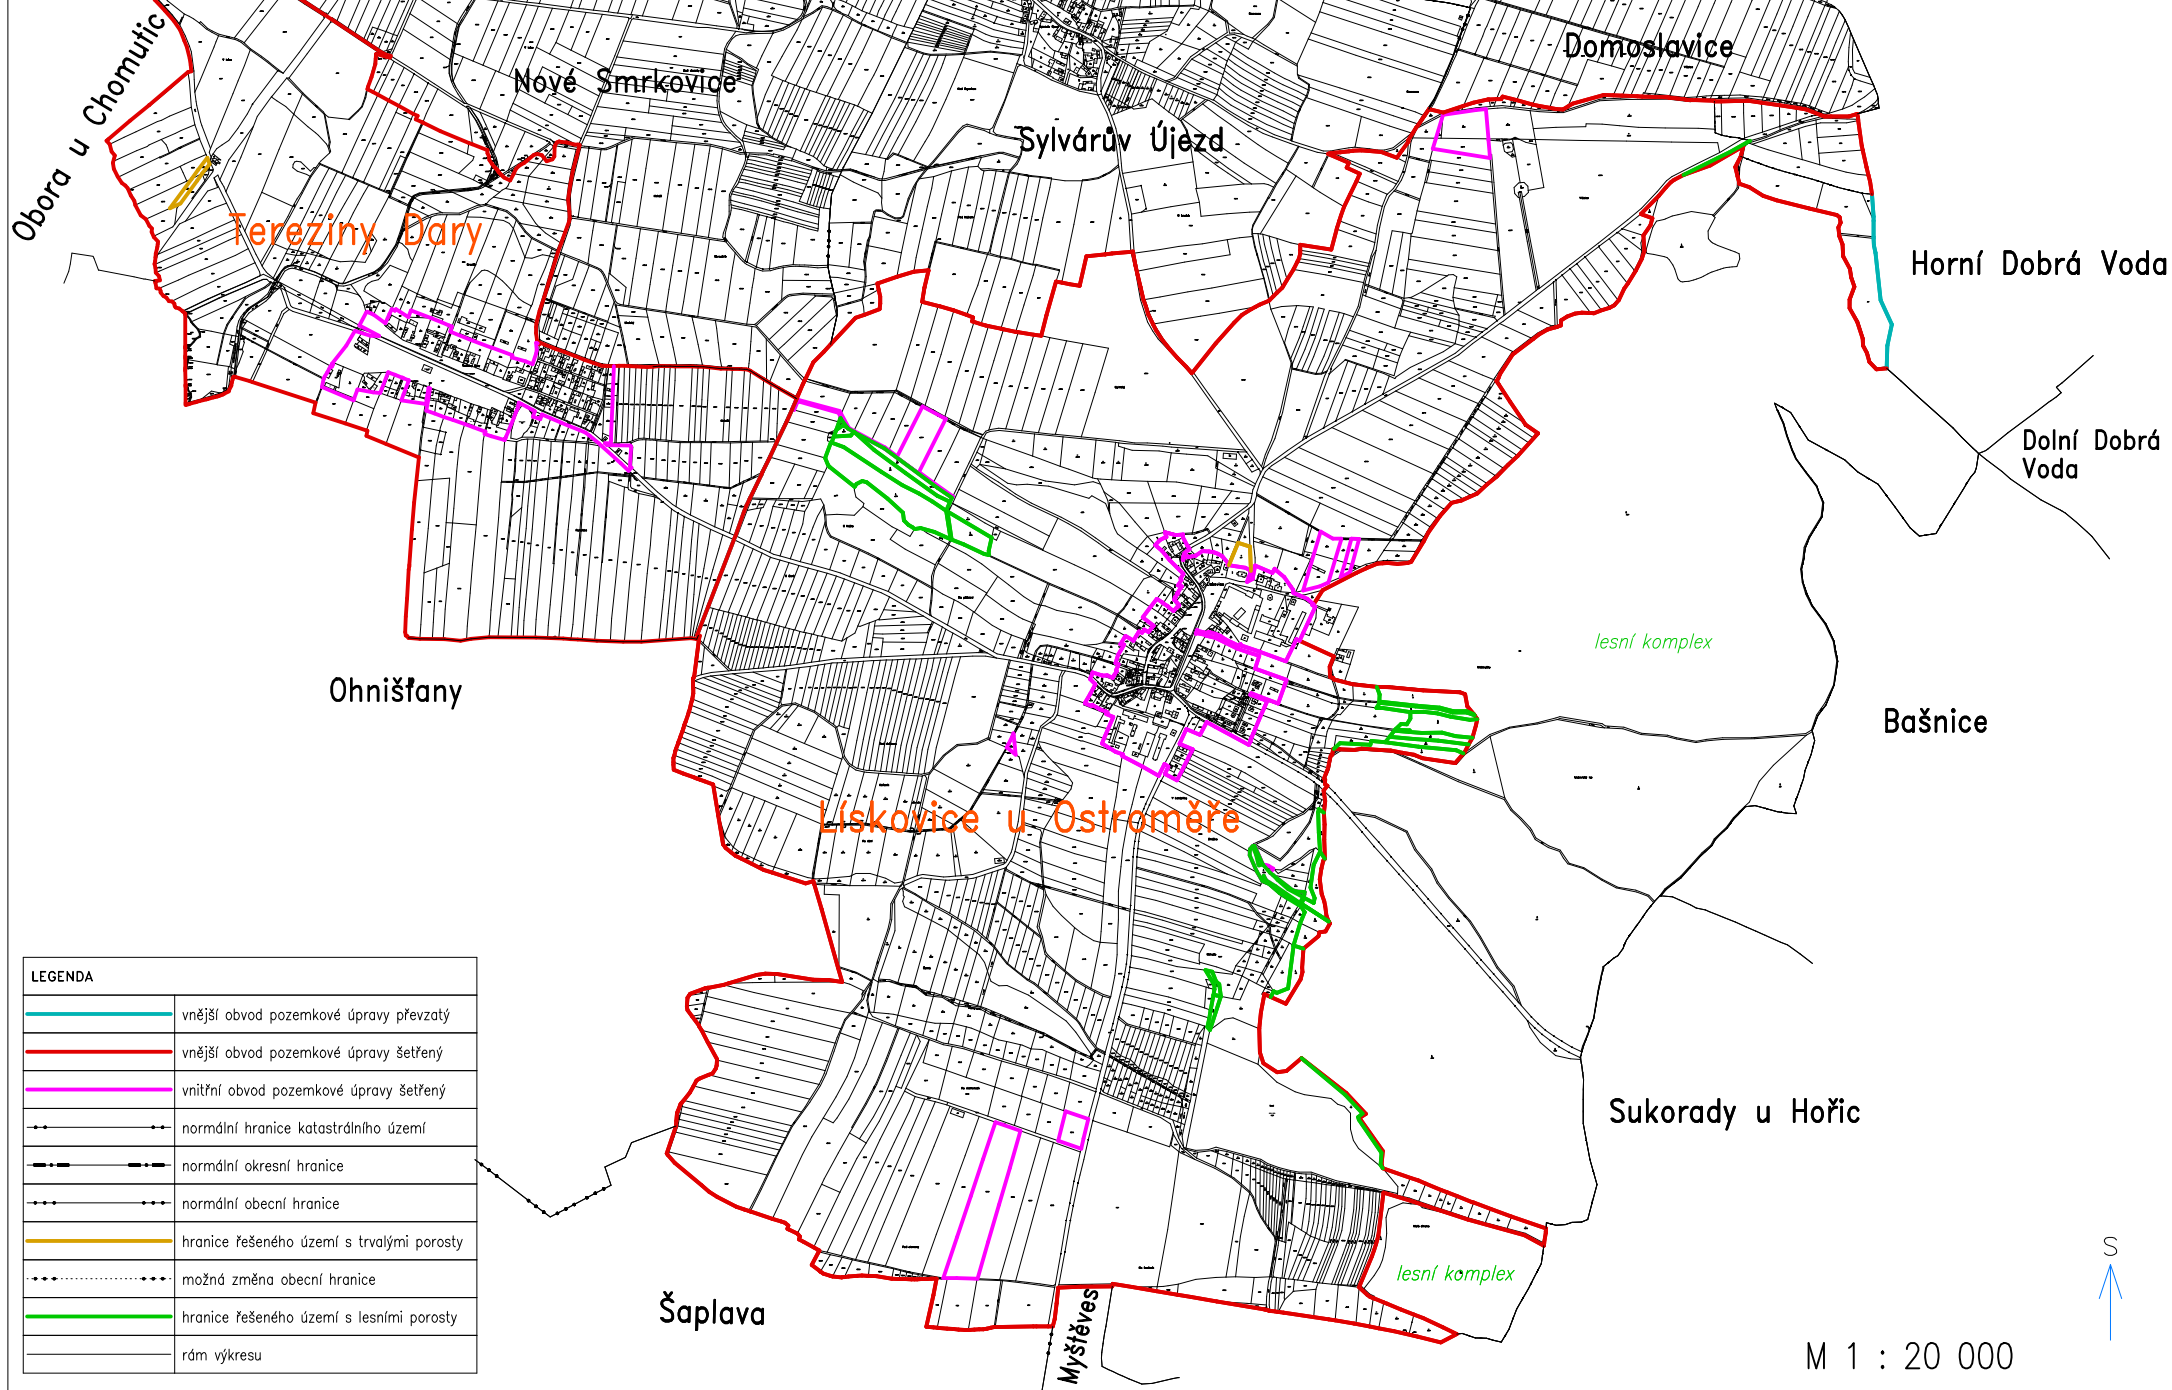 Domoslavice
Obora u Chomutic
Nové Smrkovice
Sylvárův Újezd
Tereziny Dary
Horní Dobrá Voda
Dolní Dobrá
Voda
lesní komplex
Ohnišťany
Bašnice
Lískovice u Ostroměře
LEGENDA
vnější obvod pozemkové úpravy převzatý
vnější obvod pozemkové úpravy šetřený
vnitřní obvod pozemkové úpravy šetřený
normální hranice katastrálního území
normální okresní hranice
normální obecní hranice
hranice řešeného území s trvalými porosty
možná změna obecní hranice
hranice řešeného území s lesními porosty
rám výkresu
Sukorady u Hořic
lesní komplex
Šaplava
Myštěves
S
M 1 : 20 000